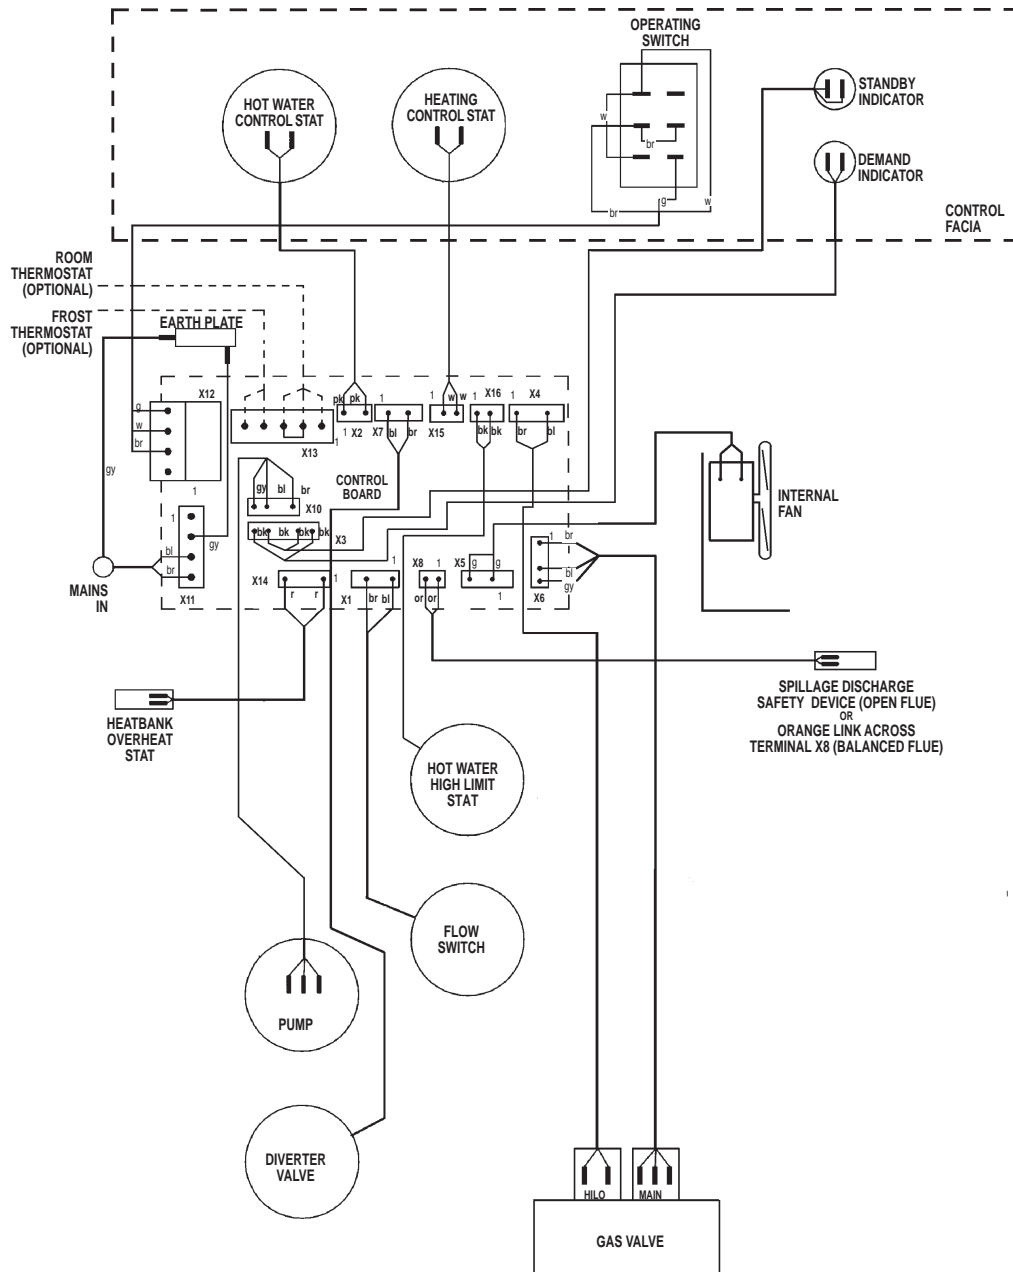 OPERATING
SWITCH
HOT WATER
CONTROL STAT
HEATING
CONTROL STAT
STANDBY
INDICATOR
w
br
DEMAND
INDICATOR
g
w
br
CONTROL
FACIA
ROOM
THERMOSTAT
(OPTIONAL)
FROST
THERMOSTAT
(OPTIONAL)
EARTH PLATE
X12
g
w
br
1
gy
X13
1
pk
pk
1
X2
1
X7
bl
br
1
w
w
X15
1
X16
bk
bk
1
X4
br
bl
CONTROL
BOARD
gy
bl
br
X10
bk
bk
bk
bk
X3
INTERNAL
FAN
1
gy
bl
br
X11
MAINS
IN
X14
1
r
r
1
X1
br
bl
X8
1
or
or
X5
g
g
1
1
br
bl
gy
X6
SPILLAGE DISCHARGE
SAFETY DEVICE (OPEN FLUE)
OR
ORANGE LINK ACROSS
TERMINAL X8 (BALANCED FLUE)
HEATBANK
OVERHEAT
STAT
HOT WATER
HIGH LIMIT
STAT
FLOW
SWITCH
PUMP
DIVERTER
VALVE
HILO
MAIN
GAS VALVE